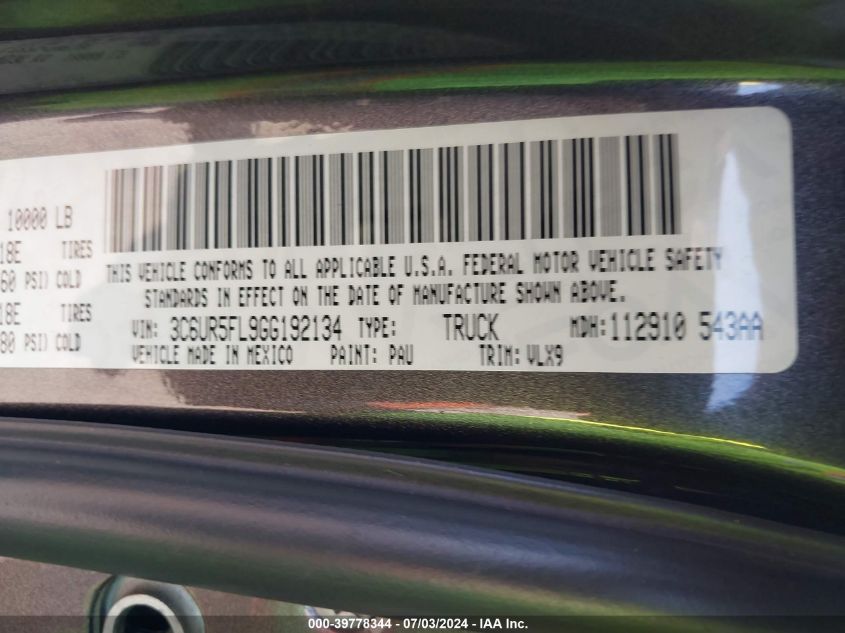 10000 LB
18E TIRES
60 PSI) COLD
18E TIRES
80 PSI) COLD
THIS VEHICLE CONFORMS TO ALL APPLICABLE U.S.A. FEDERAL MOTOR VEHICLE SAFETY
STANDARDS IN EFFECT ON THE DATE OF MANUFACTURE SHOWN ABOVE.
VIN: 3C6UR5FL9GG192134 TYPE: TRUCK MDH: 112910 543AA
VEHICLE MADE IN MEXICO PAINT: PAU TRIM: VLX9
000-39778344 / 07/03/2024 - IAA Inc.